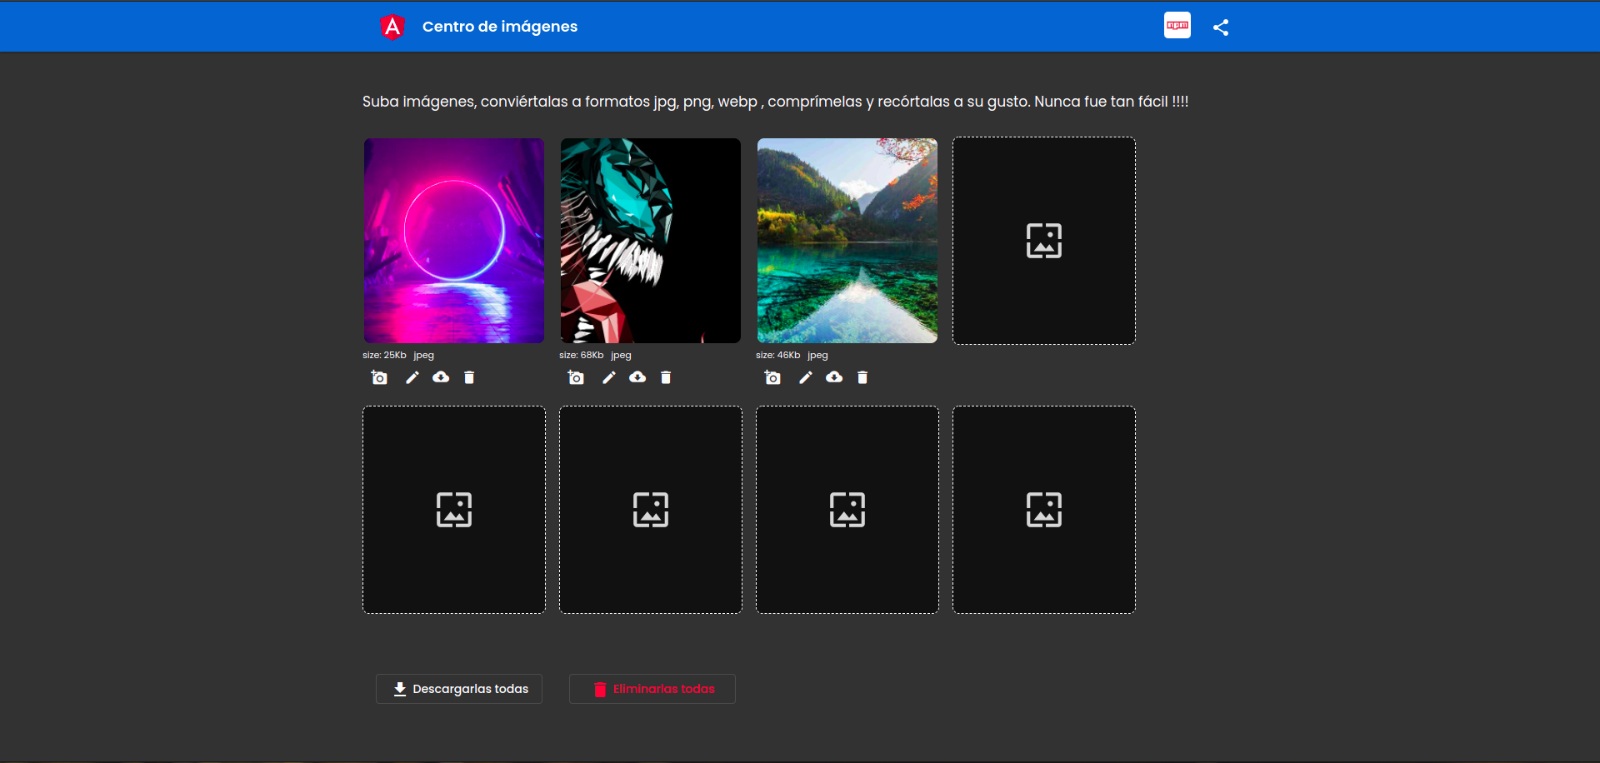 Centro de imágenes
npm
Suba imágenes, conviértalas a formatos jpg, png, webp , comprímelas y recórtalas a su gusto. Nunca fue tan fácil !!!!
size: 25Kb jpeg
size: 68Kb jpeg
size: 46Kb jpeg
Descargarlas todas
Eliminarlas todas